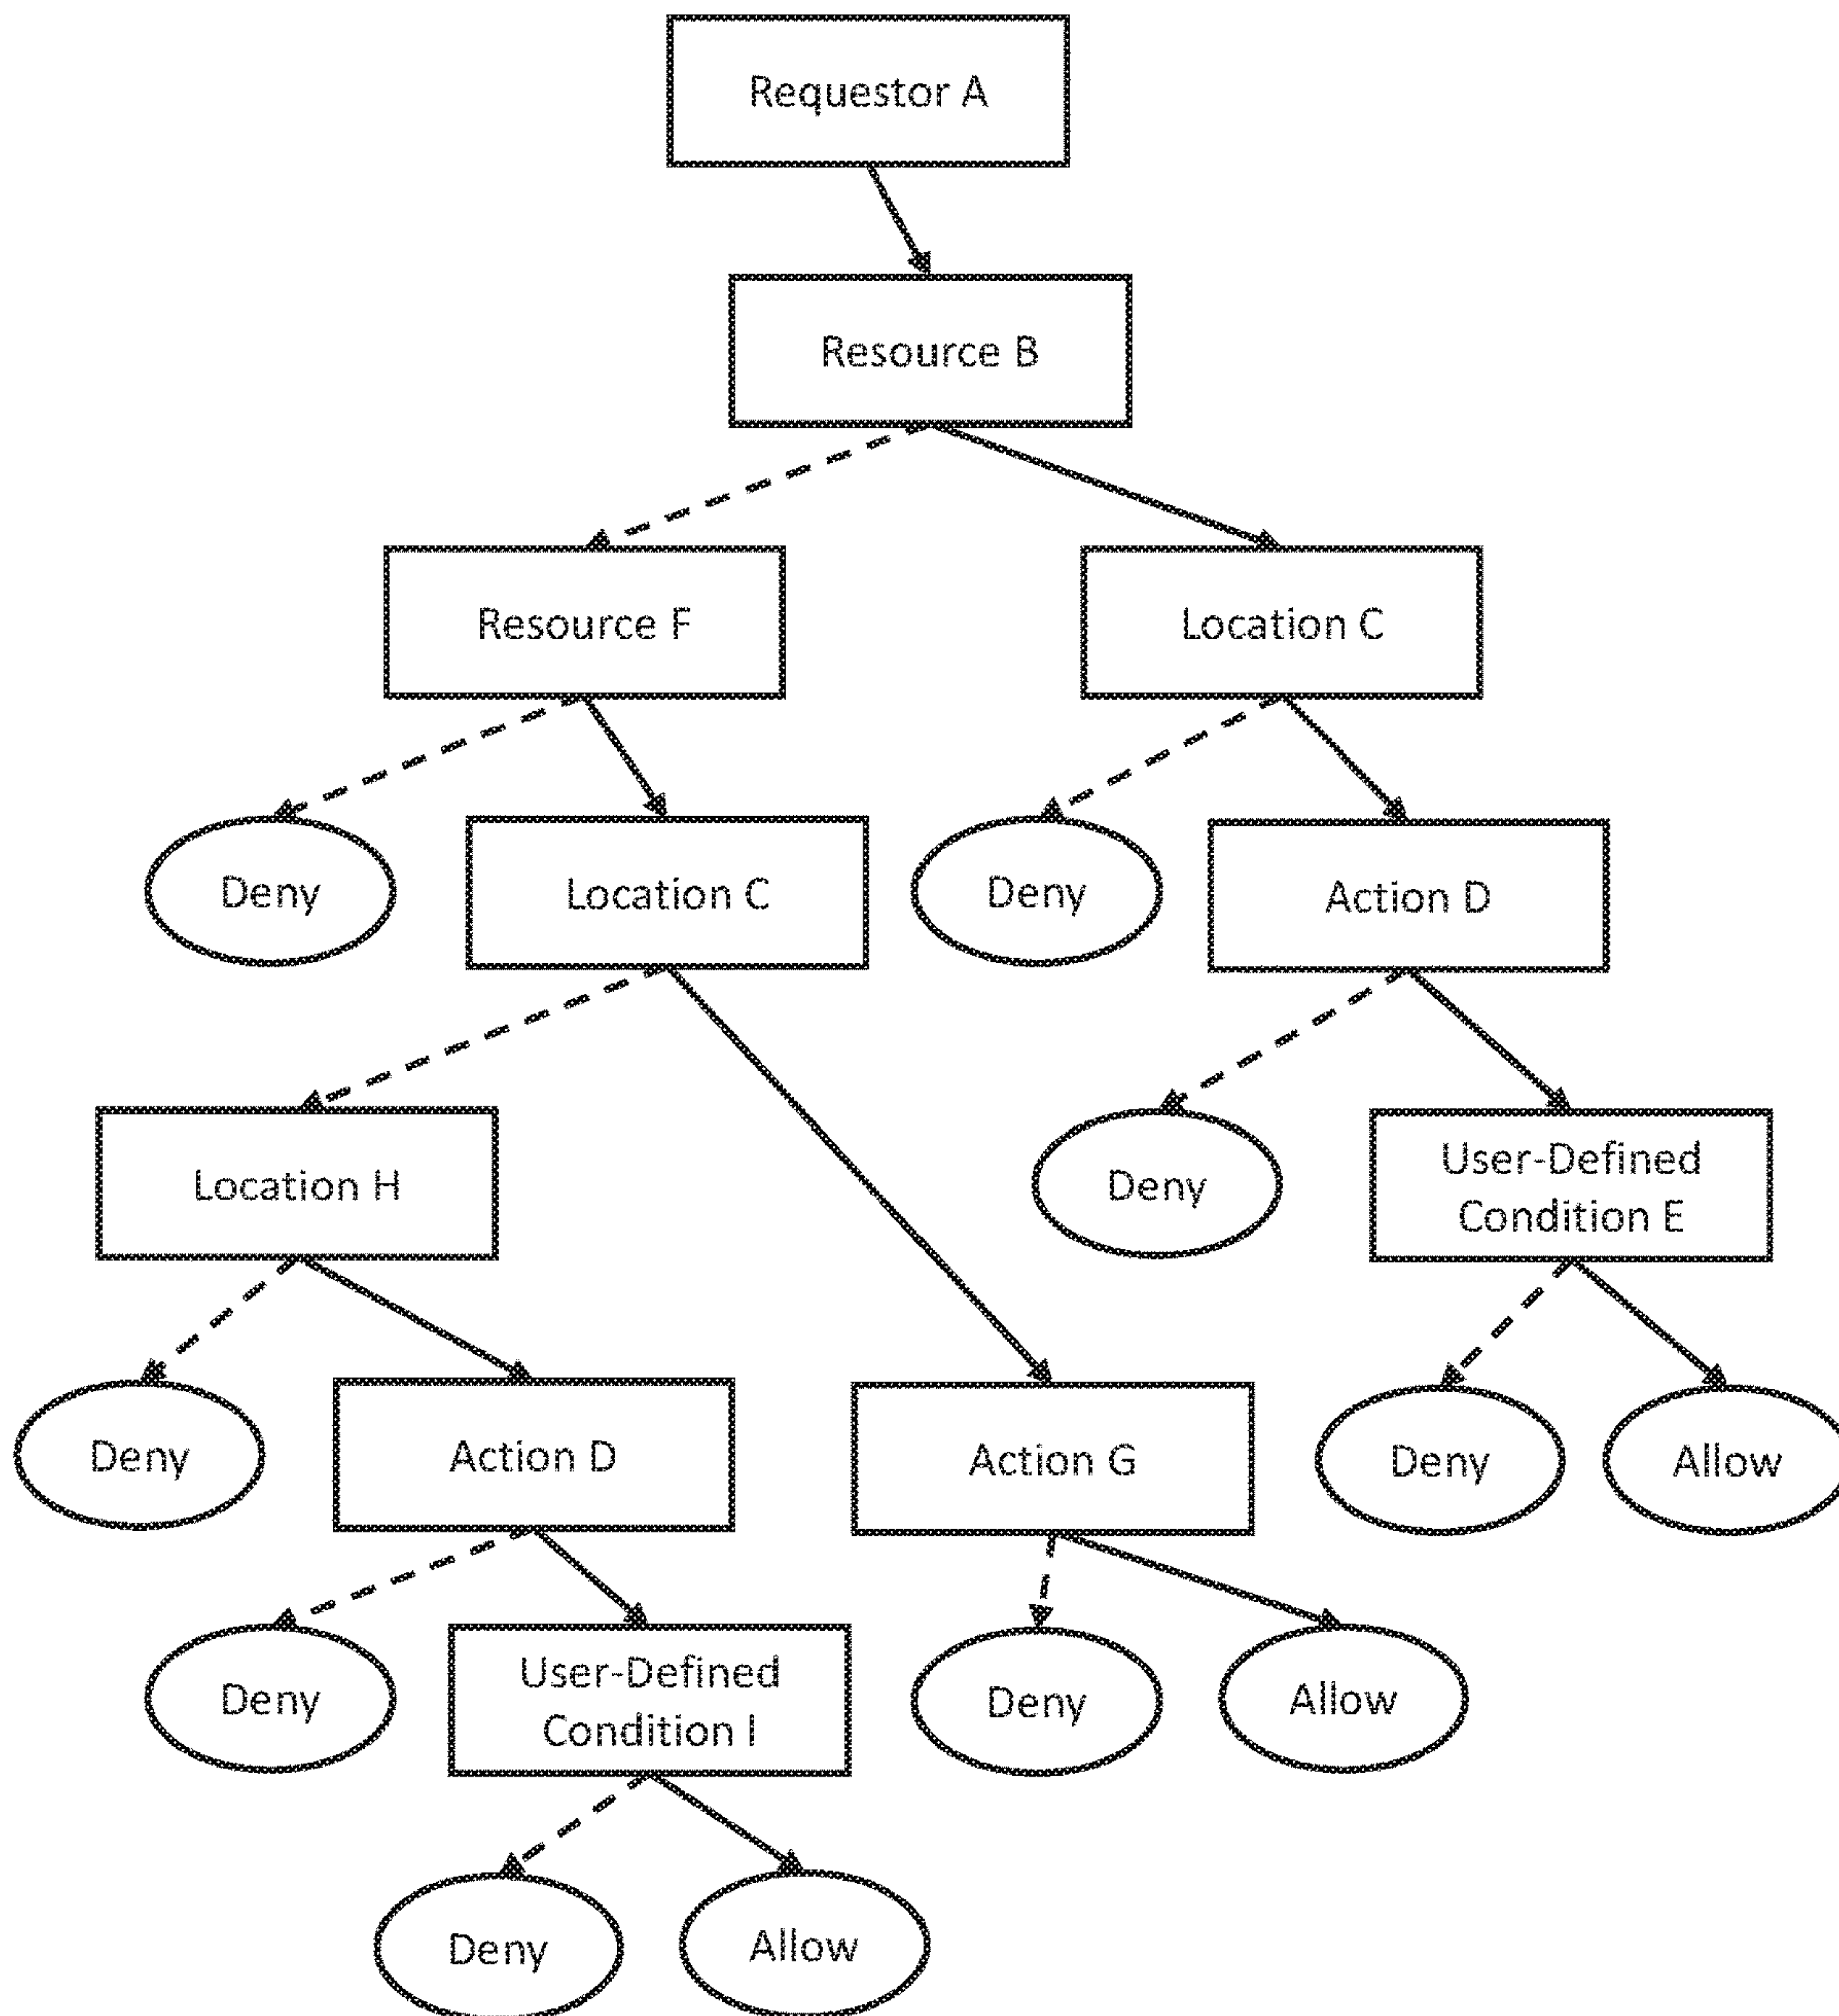 Requestor A
Resource B
Resource F
Location C
Deny
Location C
Deny
Action D
Location H
Deny
User-Defined
Condition E
Deny
Action D
Action G
Deny
Allow
Deny
User-Defined
Condition I
Deny
Allow
Deny
Allow